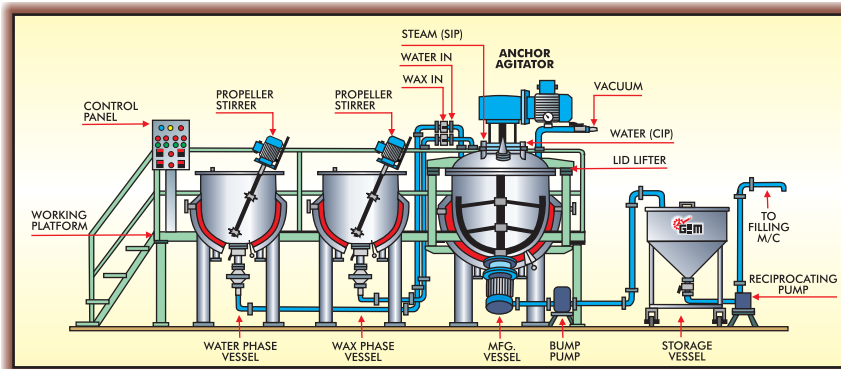 STEAM (SIP)
WATER IN
WAX IN
ANCHOR
AGITATOR
VACUUM
WATER (CIP)
LID LIFTER
PROPELLER
STIRRER
PROPELLER
STIRRER
CONTROL
PANEL
WORKING
PLATFORM
GEM
TO
FILLING
M/C
RECIPROCATING
PUMP
WATER PHASE
VESSEL
WAX PHASE
VESSEL
MFG.
VESSEL
BUMP
PUMP
STORAGE
VESSEL